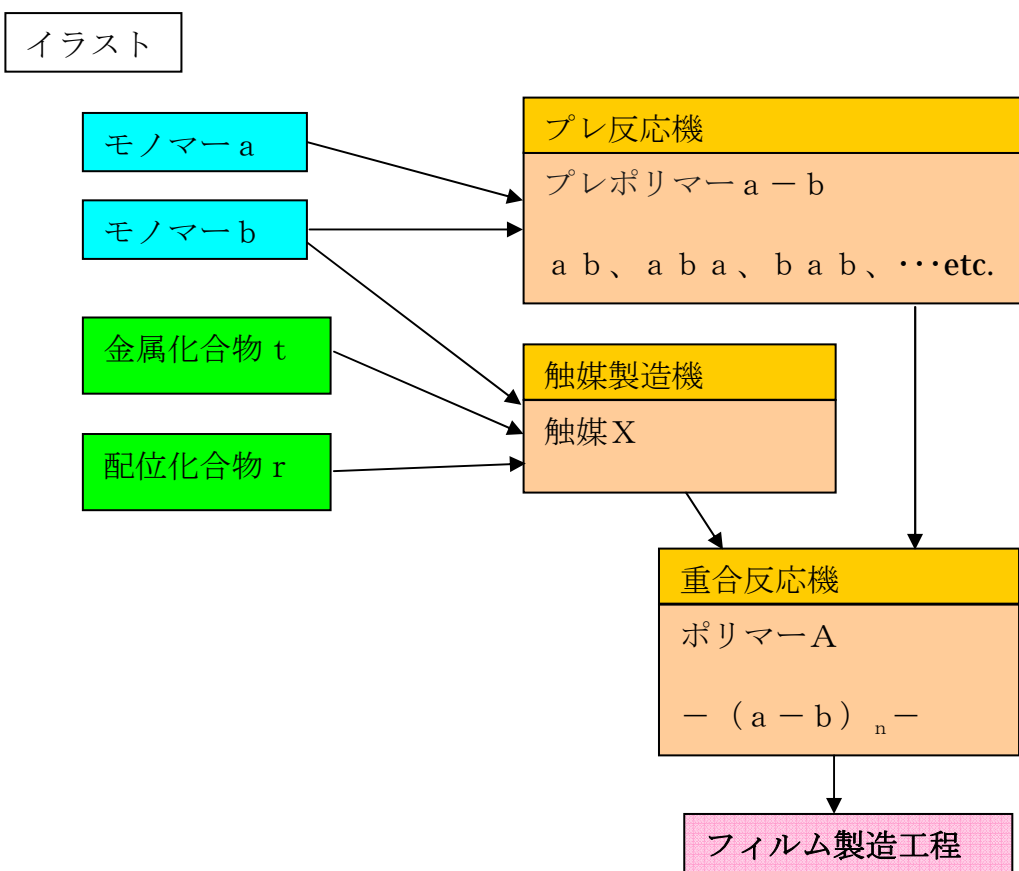 イラスト
モノマーa
モノマーb
金属化合物t
配位化合物r
プレ反応機
プレポリマーa－b
ab、aba、bab、･･･etc.
触媒製造機
触媒X
重合反応機
ポリマーA
－（a－b）n－
フィルム製造工程